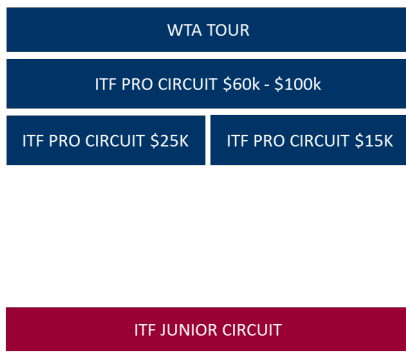 WTA TOUR
ITF PRO CIRCUIT $60k - $100k
ITF PRO CIRCUIT $25K
ITF PRO CIRCUIT $15K
ITF JUNIOR CIRCUIT